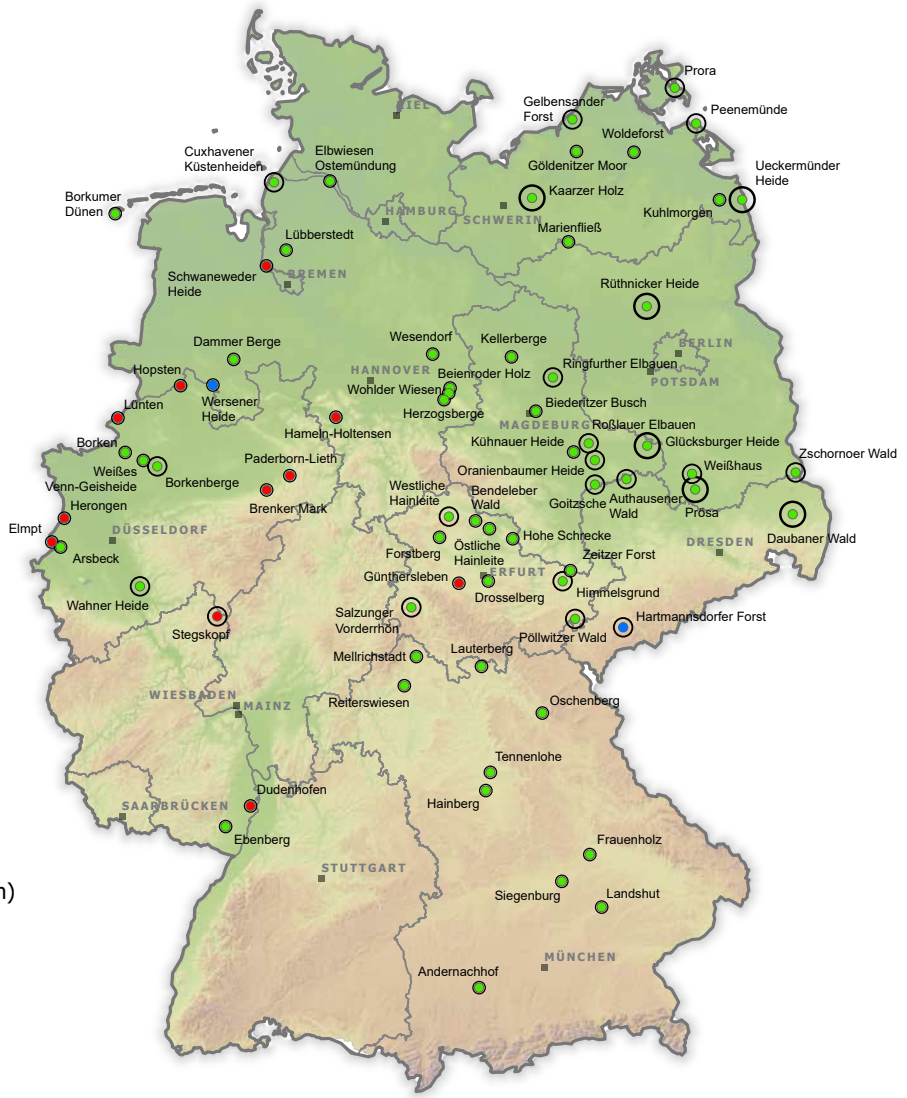 Prora
Gelbensander
Forst
Peenemünde
KIEL
Woldeforst
Göldenitzer Moor
Cuxhavener
Küstenheiden
Elbwiesen
Ostemündung
Ueckermünder
Heide
Borkumer
Dünen
Kaarzer Holz
Kuhlmorgen
HAMBURG
SCHWERIN
Marienfließ
Lübberstedt
Schwaneweder
Heide
BREMEN
Rüthnicker Heide
Dammer Berge
Wesendorf
Kellerberge
BERLIN
Hopsten
HANNOVER
Beienroder Holz
Ringfurther Elbauen
POTSDAM
Wohlder Wiesen
Wersener
Heide
Herzogsberge
Biederitzer Busch
Lünten
MAGDEBURG
Roßlauer Elbauen
Hameln-Holtensen
Kühnauer Heide
Glücksburger Heide
Borken
Zschornoer Wald
Paderborn-Lieth
Weißes
Venn-Geisheide
Oranienbaumer Heide
Weißhaus
Borkenberge
Westliche
Hainleite
Bendeleber
Wald
Goitzsche
Authausener
Wald
Herongen
Brenker Mark
Prösa
Elmpt
DÜSSELDORF
Hohe Schrecke
DRESDEN
Daubaner Wald
Arsbeck
Forstberg
Östliche
Hainleite
Zeitzer Forst
Günthersleben
ERFURT
Wahner Heide
Drosselberg
Himmelsgrund
Salzunger
Vorderrhön
Hartmannsdorfer Forst
Stegskopf
Pöllwitzer Wald
Mellrichstadt
Lauterberg
WIESBADEN
Reiterswiesen
Oschenberg
MAINZ
Tennenlohe
Dudenhofen
Hainberg
SAARBRÜCKEN
Ebenberg
Frauenholz
STUTTGART
n)
Siegenburg
Landshut
MÜNCHEN
Andernachhof